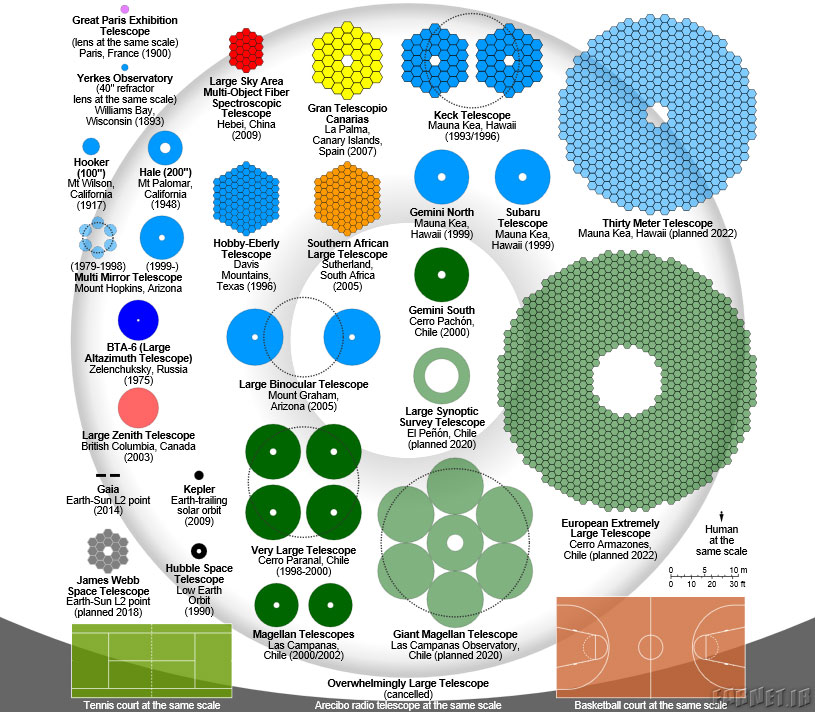 Great Paris Exhibition
Telescope
(lens at the same scale)
Paris, France (1900)
Yerkes Observatory
(40" refractor
lens at the same scale)
Williams Bay,
Wisconsin (1893)
Hooker
(100")
Mt Wilson,
California
(1917)
Hale (200")
Mt Palomar,
California
(1948)
(1979-1998) (1999-)
Multi Mirror Telescope
Mount Hopkins, Arizona
BTA-6 (Large
Altazimuth Telescope)
Zelenchuksky, Russia
(1975)
Large Zenith Telescope
British Columbia, Canada
(2003)
Gaia
Earth-Sun L2 point
(2014)
Kepler
Earth-trailing
solar orbit
(2009)
James Webb
Space Telescope
Earth-Sun L2 point
(planned 2018)
Hubble Space
Telescope
Low Earth
Orbit
(1990)
Large Sky Area
Multi-Object Fiber
Spectroscopic
Telescope
Hebei, China
(2009)
Gran Telescopio
Canarias
La Palma,
Canary Islands,
Spain (2007)
Keck Telescope
Mauna Kea, Hawaii
(1993/1996)
Hobby-Eberly
Telescope
Davis
Mountains,
Texas (1996)
Southern African
Large Telescope
Sutherland,
South Africa
(2005)
Gemini North
Mauna Kea,
Hawaii (1999)
Subaru
Telescope
Mauna Kea,
Hawaii (1999)
Thirty Meter Telescope
Mauna Kea, Hawaii (planned 2022)
Gemini South
Cerro Pachón,
Chile (2000)
Large Binocular Telescope
Mount Graham,
Arizona (2005)
Large Synoptic
Survey Telescope
El Peñón, Chile
(planned 2020)
Very Large Telescope
Cerro Paranal, Chile
(1998-2000)
Magellan Telescopes
Las Campanas,
Chile (2000/2002)
Giant Magellan Telescope
Las Campanas Observatory,
Chile (planned 2020)
European Extremely
Large Telescope
Cerro Armazones,
Chile (planned 2022)
Human
at the
same scale
0 5 10 m
0 10 20 30 ft
Overwhelmingly Large Telescope
(cancelled)
Tennis court at the same scale
Arecibo radio telescope at the same scale
Basketball court at the same scale